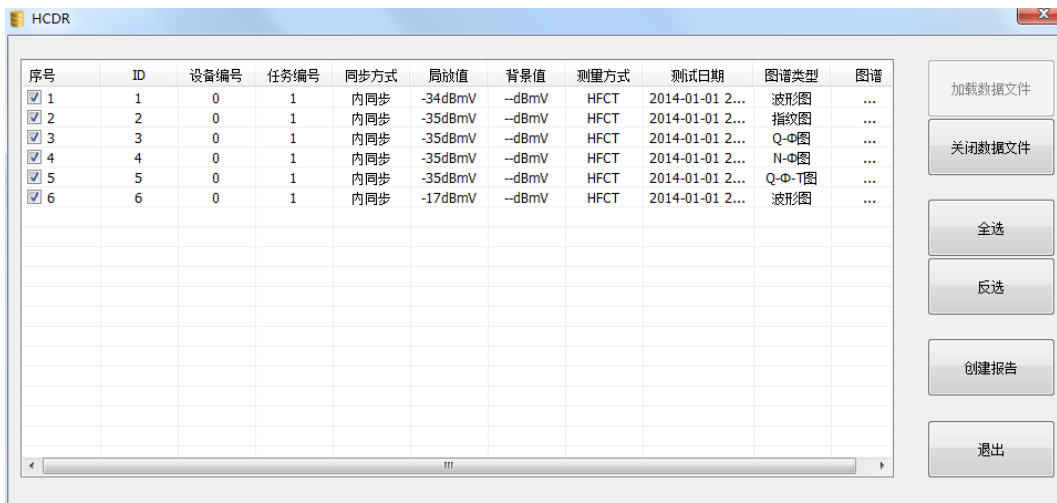 HCDR
序号 ID 设备编号 任务编号 同步方式 局放值 背景值 测量方式 测试日期 图谱类型 图谱
1 1 0 1 内同步 -34dBmV --dBmV HFCT 2014-01-01 2... 波形图 ...
2 2 0 1 内同步 -35dBmV --dBmV HFCT 2014-01-01 2... 指纹图 ...
3 3 0 1 内同步 -35dBmV --dBmV HFCT 2014-01-01 2... Q-Φ图 ...
4 4 0 1 内同步 -35dBmV --dBmV HFCT 2014-01-01 2... N-Φ图 ...
5 5 0 1 内同步 -35dBmV --dBmV HFCT 2014-01-01 2... Q-Φ-T图 ...
6 6 0 1 内同步 -17dBmV --dBmV HFCT 2014-01-01 2... 波形图 ...
加载数据文件
关闭数据文件
全选
反选
创建报告
退出